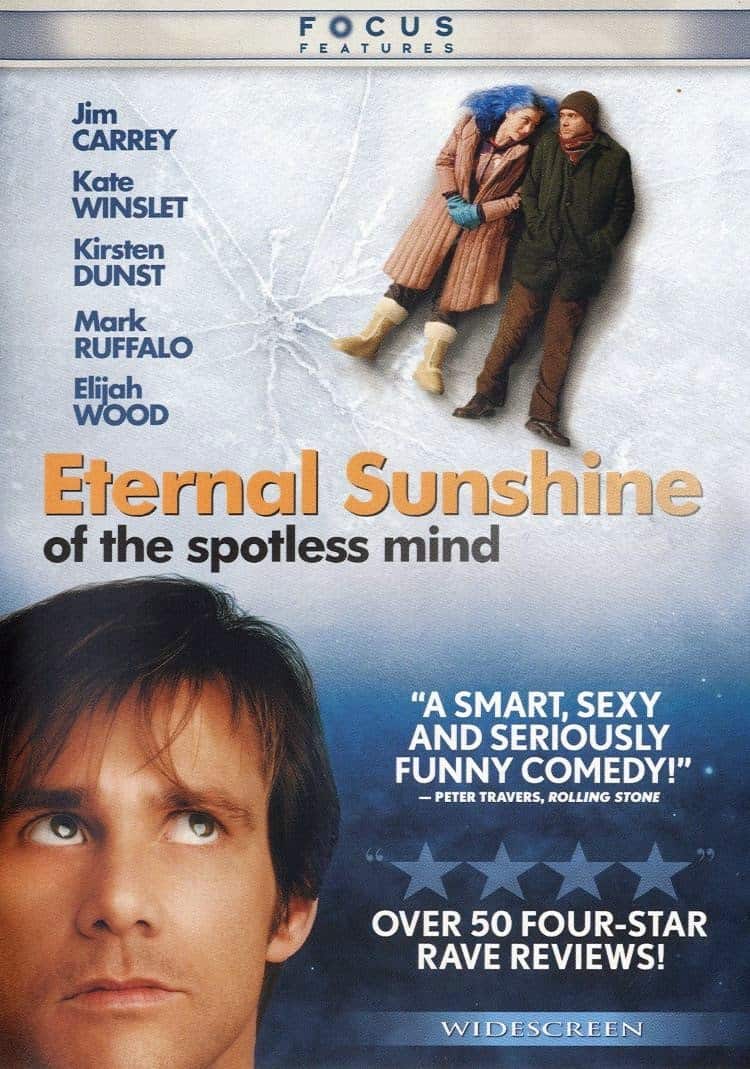 FOCUS
FEATURES
Jim
CARREY
Kate
WINSLET
Kirsten
DUNST
Mark
RUFFALO
Elijah
WOOD
Eternal Sunshine
of the spotless mind
“A SMART, SEXY
AND SERIOUSLY
FUNNY COMEDY!”
— PETER TRAVERS, ROLLING STONE
“★★★★”
OVER 50 FOUR-STAR
RAVE REVIEWS!
WIDESCREEN